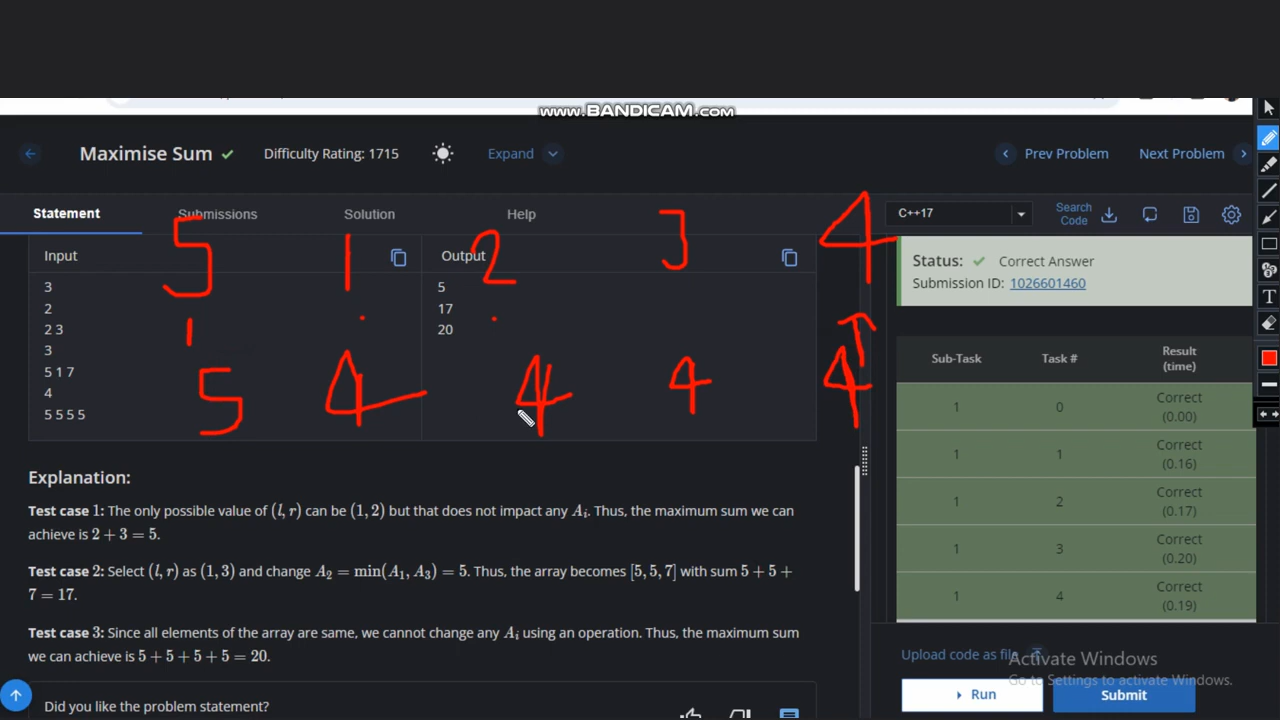 www.BANDICAM.com
Maximise Sum
Difficulty Rating: 1715
Expand
Prev Problem
Next Problem
Statement
Submissions
Solution
Help
C++17
Search
Code
5 1 2 3 4
Input
Output
3
2
2 3
3
5 1 7
4
5 5 5 5
5
17
20
5 4 4 4 4
Status: Correct Answer
Submission ID: 1026601460
Sub-Task Task # Result
(time)
1 0 Correct
(0.00)
1 1 Correct
(0.16)
1 2 Correct
(0.17)
1 3 Correct
(0.20)
1 4 Correct
(0.19)
Explanation:
Test case 1: The only possible value of (l, r) can be (1, 2) but that does not impact any Aᵢ. Thus, the maximum sum we can
achieve is 2 + 3 = 5.
Test case 2: Select (l, r) as (1, 3) and change A₂ = min(A₁, A₃) = 5. Thus, the array becomes [5, 5, 7] with sum 5 + 5 +
7 = 17.
Test case 3: Since all elements of the array are same, we cannot change any Aᵢ using an operation. Thus, the maximum sum
we can achieve is 5 + 5 + 5 + 5 = 20.
Did you like the problem statement?
Upload code as file
Activate Windows
Go to Settings to activate Windows.
Run
Submit